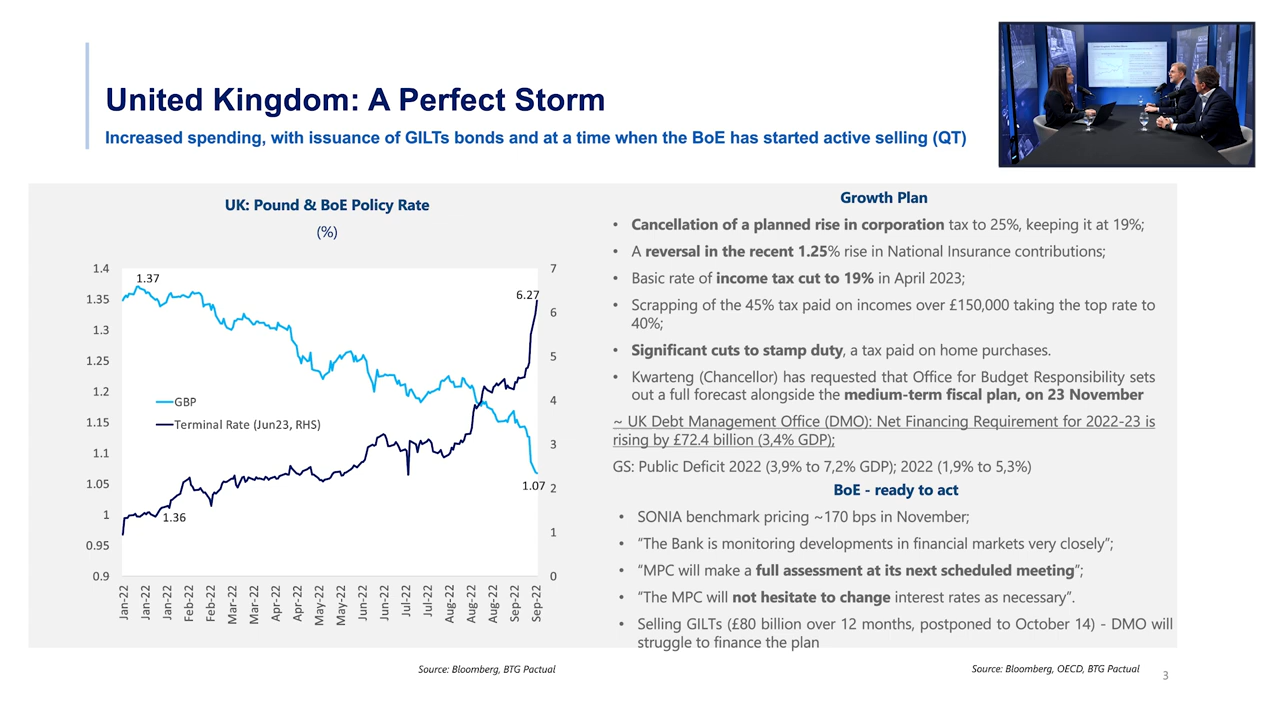 United Kingdom: A Perfect Storm
Increased spending, with issuance of GILTs bonds and at a time when the BoE has started active selling (QT)
UK: Pound & BoE Policy Rate
(%)
1.4
1.35
1.3
1.25
1.2
1.15
1.1
1.05
1
0.95
0.9
7
6
5
4
3
2
1
0
1.37
6.27
GBP
Terminal Rate (Jun23, RHS)
1.07
1.36
Jan-22
Jan-22
Jan-22
Feb-22
Feb-22
Mar-22
Mar-22
Apr-22
Apr-22
May-22
May-22
Jun-22
Jun-22
Jul-22
Jul-22
Aug-22
Aug-22
Aug-22
Sep-22
Sep-22
Source: Bloomberg, BTG Pactual
Growth Plan
• Cancellation of a planned rise in corporation tax to 25%, keeping it at 19%;
• A reversal in the recent 1.25% rise in National Insurance contributions;
• Basic rate of income tax cut to 19% in April 2023;
• Scrapping of the 45% tax paid on incomes over £150,000 taking the top rate to
40%;
• Significant cuts to stamp duty, a tax paid on home purchases.
• Kwarteng (Chancellor) has requested that Office for Budget Responsibility sets
out a full forecast alongside the medium-term fiscal plan, on 23 November
~ UK Debt Management Office (DMO): Net Financing Requirement for 2022-23 is
rising by £72.4 billion (3,4% GDP);
GS: Public Deficit 2022 (3,9% to 7,2% GDP); 2022 (1,9% to 5,3%)
BoE - ready to act
• SONIA benchmark pricing ~170 bps in November;
• “The Bank is monitoring developments in financial markets very closely”;
• “MPC will make a full assessment at its next scheduled meeting”;
• “The MPC will not hesitate to change interest rates as necessary”.
• Selling GILTs (£80 billion over 12 months, postponed to October 14) - DMO will
struggle to finance the plan
Source: Bloomberg, OECD, BTG Pactual
3